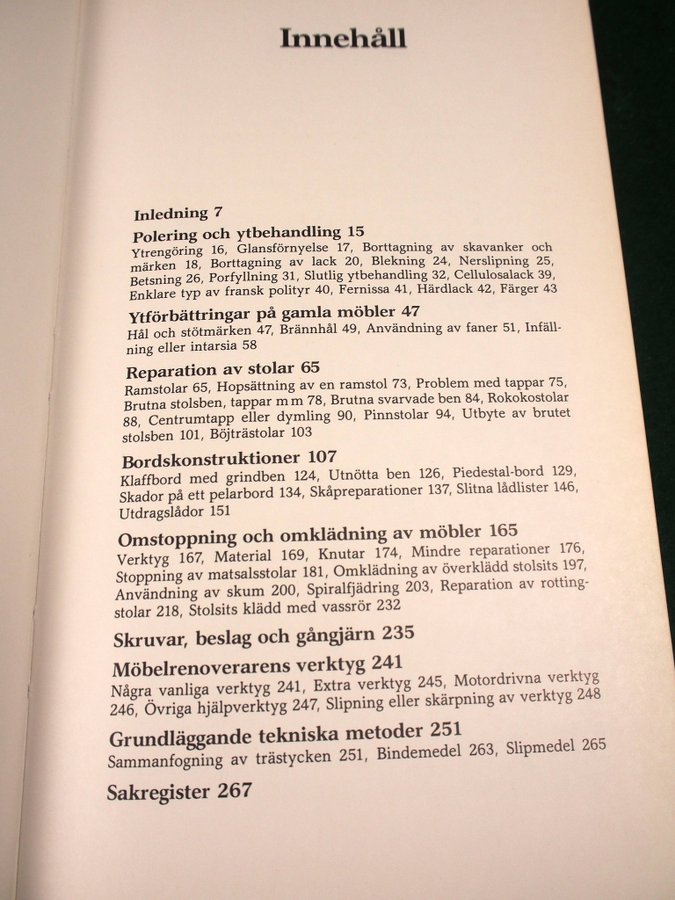 Innehåll
Inledning 7
Polering och ytbehandling 15
Ytrengöring 16, Glansförnyelse 17, Borttagning av skavanker och
märken 18, Borttagning av lack 20, Blekning 24, Nerslipning 25,
Betsning 26, Porfyllning 31, Slutlig ytbehandling 32, Cellulosalack 39,
Enklare typ av fransk polityr 40, Fernissa 41, Hårdlack 42, Färger 43
Ytförbättringar på gamla möbler 47
Hål och stötmärken 47, Brännhål 49, Användning av faner 51, Infäll-
ning eller intarsia 58
Reparation av stolar 65
Ramstolar 65, Hopsättning av en ramstol 73, Problem med tappar 75,
Brutna stolsben, tappar m m 78, Brutna svarvade ben 84, Rokokostolar
88, Centrumtapp eller dymling 90, Pinnstolar 94, Utbyte av brutet
stolsben 101, Böjträstolar 103
Bordskonstruktioner 107
Klaffbord med grindben 124, Utnötta ben 126, Piedestal-bord 129,
Skador på ett pelarbord 134, Skåpreparationer 137, Slitna lådlister 146,
Utdragslådor 151
Omstoppning och omklädning av möbler 165
Verktyg 167, Material 169, Knutar 174, Mindre reparationer 176,
Stoppning av matsalsstolar 181, Omklädning av överklädd stolsits 197,
Användning av skum 200, Spiralfjädring 203, Reparation av rotting-
stolar 218, Stolsits klädd med vassrör 232
Skruvar, beslag och gångjärn 235
Möbelrenoverarens verktyg 241
Några vanliga verktyg 241, Extra verktyg 245, Motordrivna verktyg
246, Övriga hjälpverktyg 247, Slipning eller skärpning av verktyg 248
Grundläggande tekniska metoder 251
Sammanfogning av trästycken 251, Bindemedel 263, Slipmedel 265
Sakregister 267